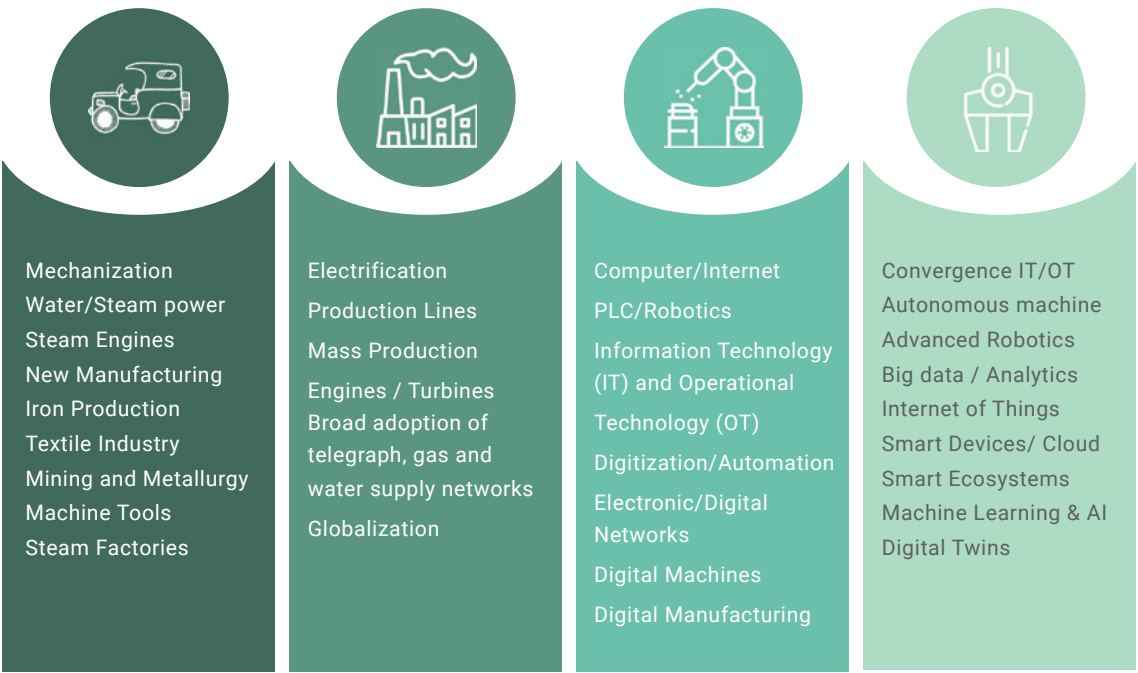 Mechanization
Water/Steam power
Steam Engines
New Manufacturing
Iron Production
Textile Industry
Mining and Metallurgy
Machine Tools
Steam Factories
Electrification
Production Lines
Mass Production
Engines / Turbines
Broad adoption of
telegraph, gas and
water supply networks
Globalization
Computer/Internet
PLC/Robotics
Information Technology
(IT) and Operational
Technology (OT)
Digitization/Automation
Electronic/Digital
Networks
Digital Machines
Digital Manufacturing
Convergence IT/OT
Autonomous machine
Advanced Robotics
Big data / Analytics
Internet of Things
Smart Devices/ Cloud
Smart Ecosystems
Machine Learning & AI
Digital Twins